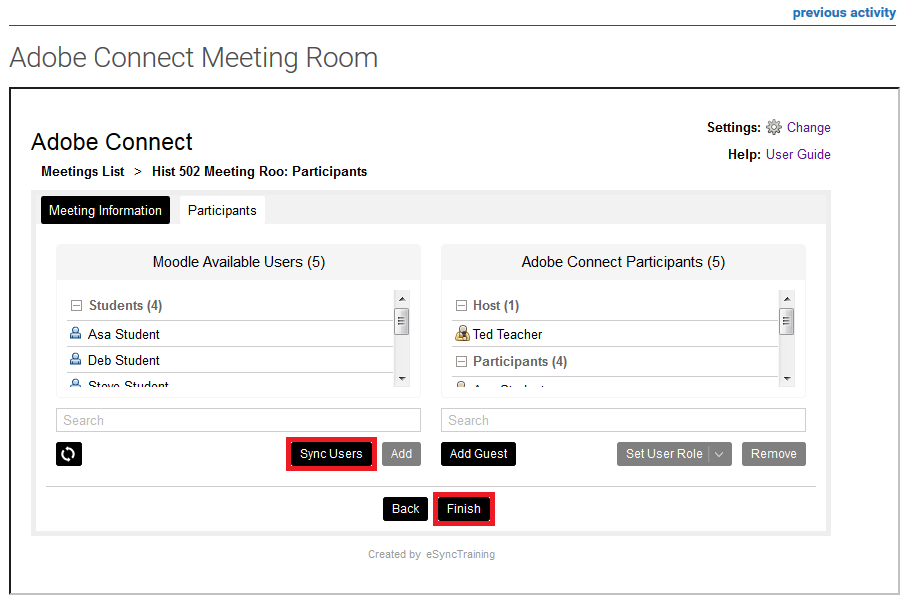 previous activity
Adobe Connect Meeting Room
Settings: Change
Adobe Connect
Help: User Guide
Meetings List > Hist 502 Meeting Roo: Participants
Meeting Information Participants
Moodle Available Users (5)
Students (4)
Asa Student
Deb Student
Steve Student
Search
Sync Users Add
Adobe Connect Participants (5)
Host (1)
Ted Teacher
Participants (4)
Search
Add Guest Set User Role Remove
Back Finish
Created by eSyncTraining